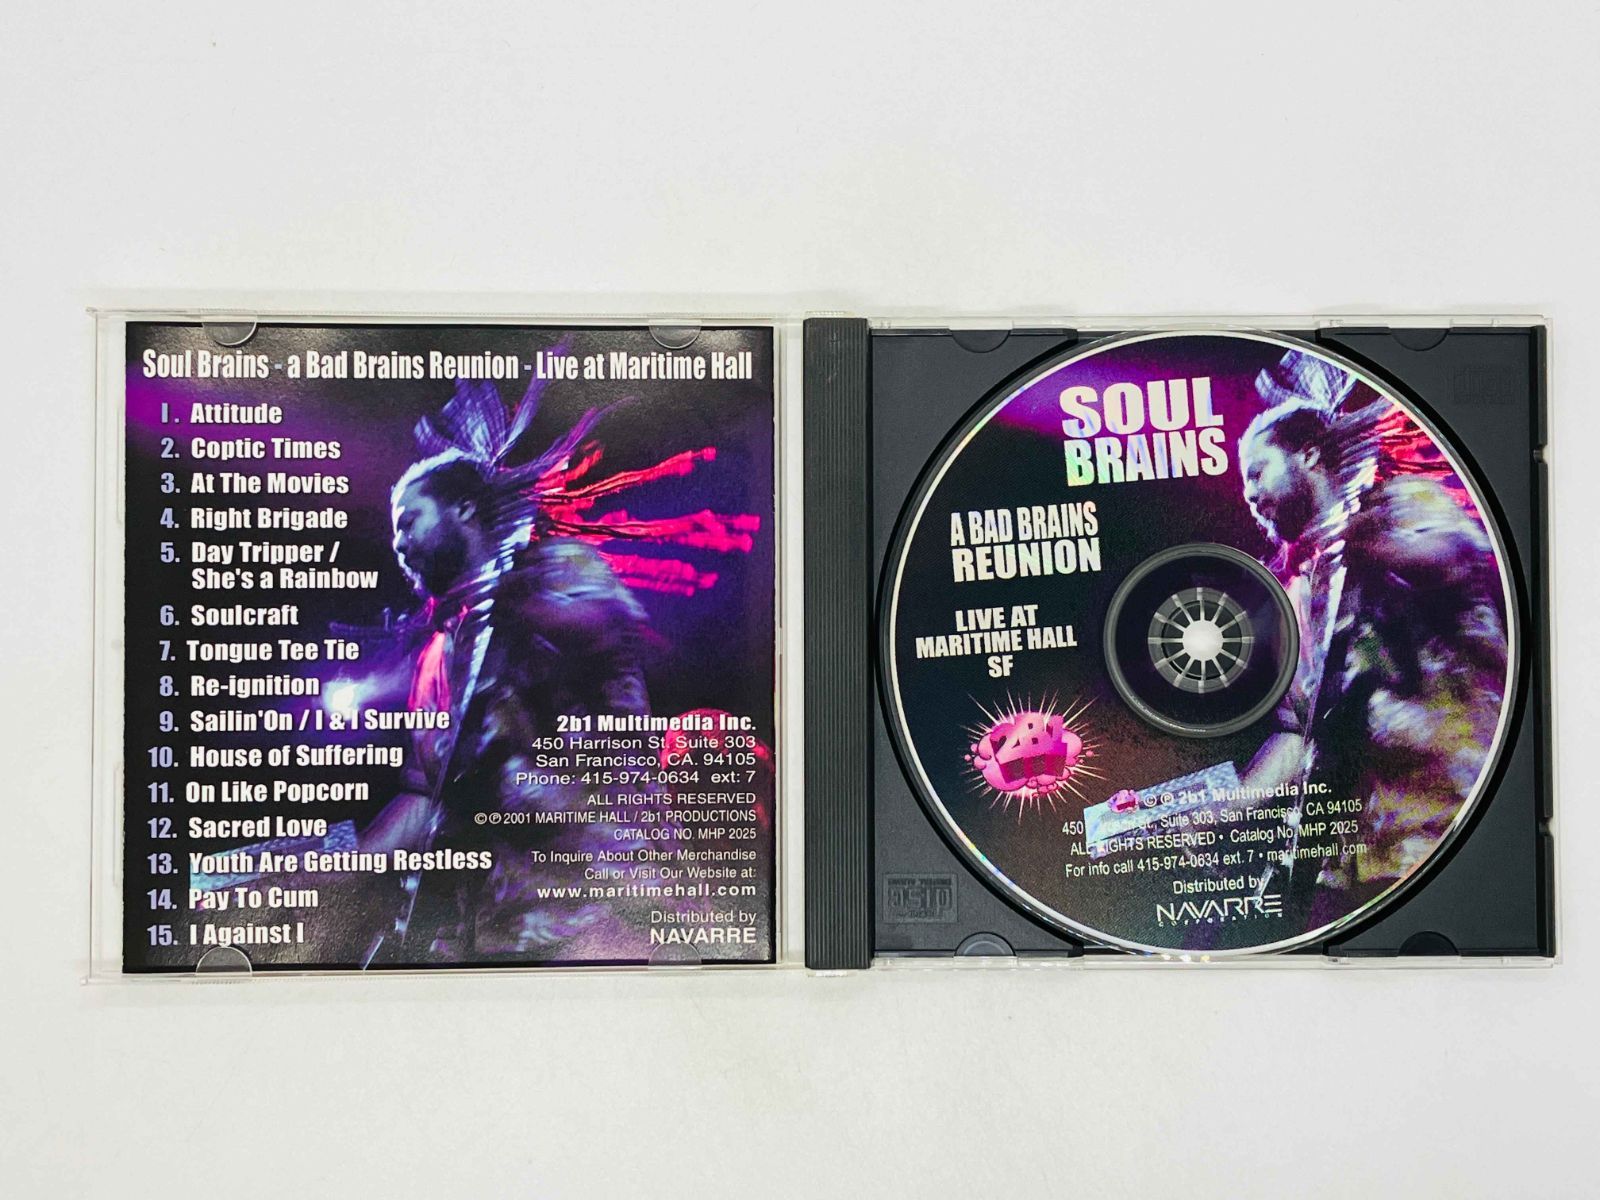 Soul Brains - a Bad Brains Reunion - Live at Maritime Hall
1. Attitude
2. Coptic Times
3. At The Movies
4. Right Brigade
5. Day Tripper /
She's a Rainbow
6. Soulcraft
7. Tongue Tee Tie
8. Re-ignition
9. Sailin'On / I & I Survive
10. House of Suffering
11. On Like Popcorn
12. Sacred Love
13. Youth Are Getting Restless
14. Pay To Cum
15. I Against I
2b1 Multimedia Inc.
450 Harrison St. Suite 303
San Francisco, CA. 94105
Phone: 415-974-0634 ext: 7
ALL RIGHTS RESERVED
© ℗ 2001 MARITIME HALL / 2b1 PRODUCTIONS
CATALOG NO. MHP 2025
To Inquire About Other Merchandise
Call or Visit Our Website at:
www.maritimehall.com
Distributed by
NAVARRE
SOUL
BRAINS
A BAD BRAINS
REUNION
LIVE AT
MARITIME HALL
SF
2B1
© ℗ 2b1 Multimedia Inc.
450 St., Suite 303, San Francisco, CA 94105
ALL RIGHTS RESERVED • Catalog No. MHP 2025
For info call 415-974-0634 ext. 7 • maritimehall.com
Distributed by
NAVARRE
CORPORATION